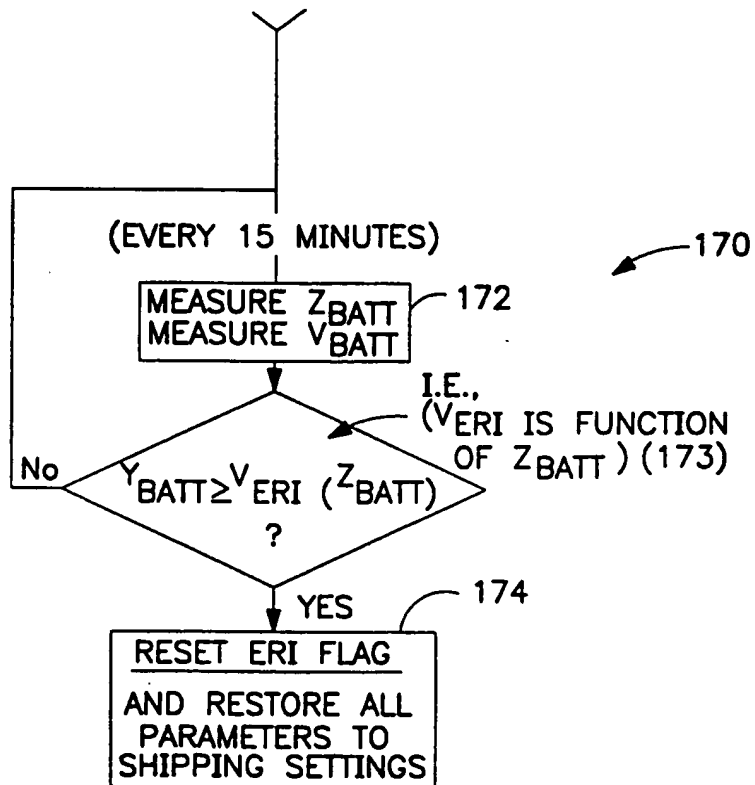 (EVERY 15 MINUTES)
170
MEASURE ZBATT
MEASURE VBATT
172
I.E.,
(VERI IS FUNCTION
OF ZBATT) (173)
No
YBATT≥VERI (ZBATT)
?
YES
174
RESET ERI FLAG
AND RESTORE ALL
PARAMETERS TO
SHIPPING SETTINGS